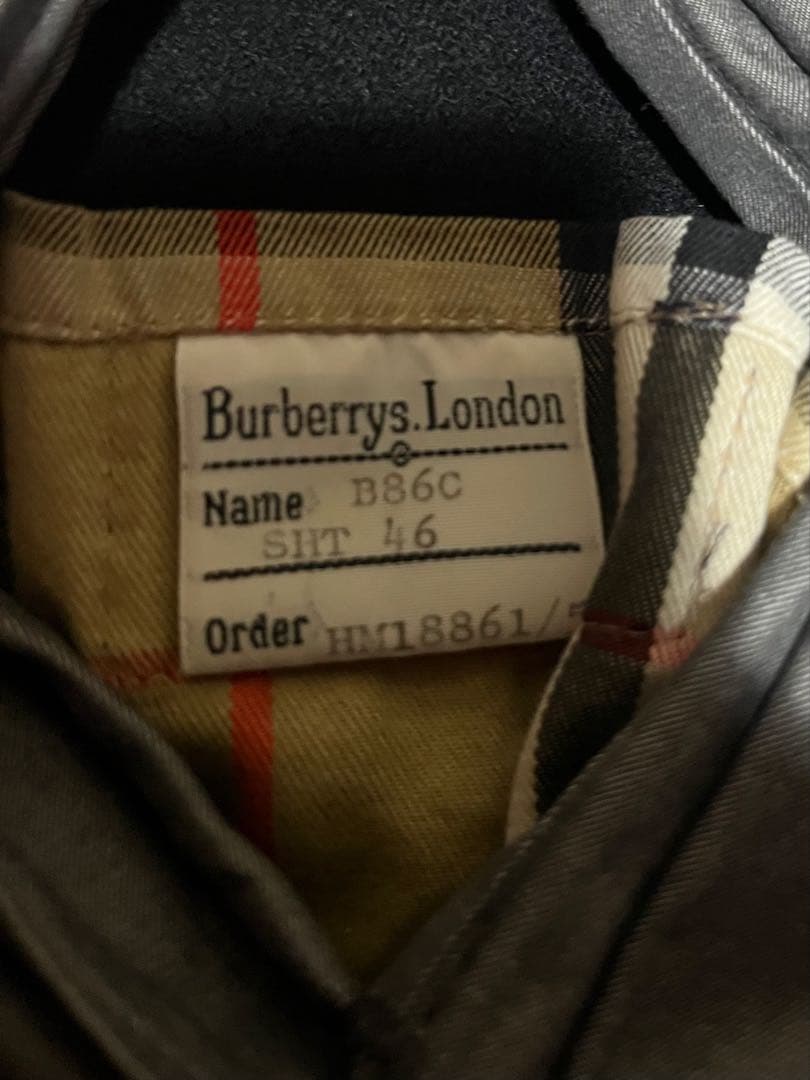 Burberrys.London
Name B86C
SHT 46
Order HM18861/